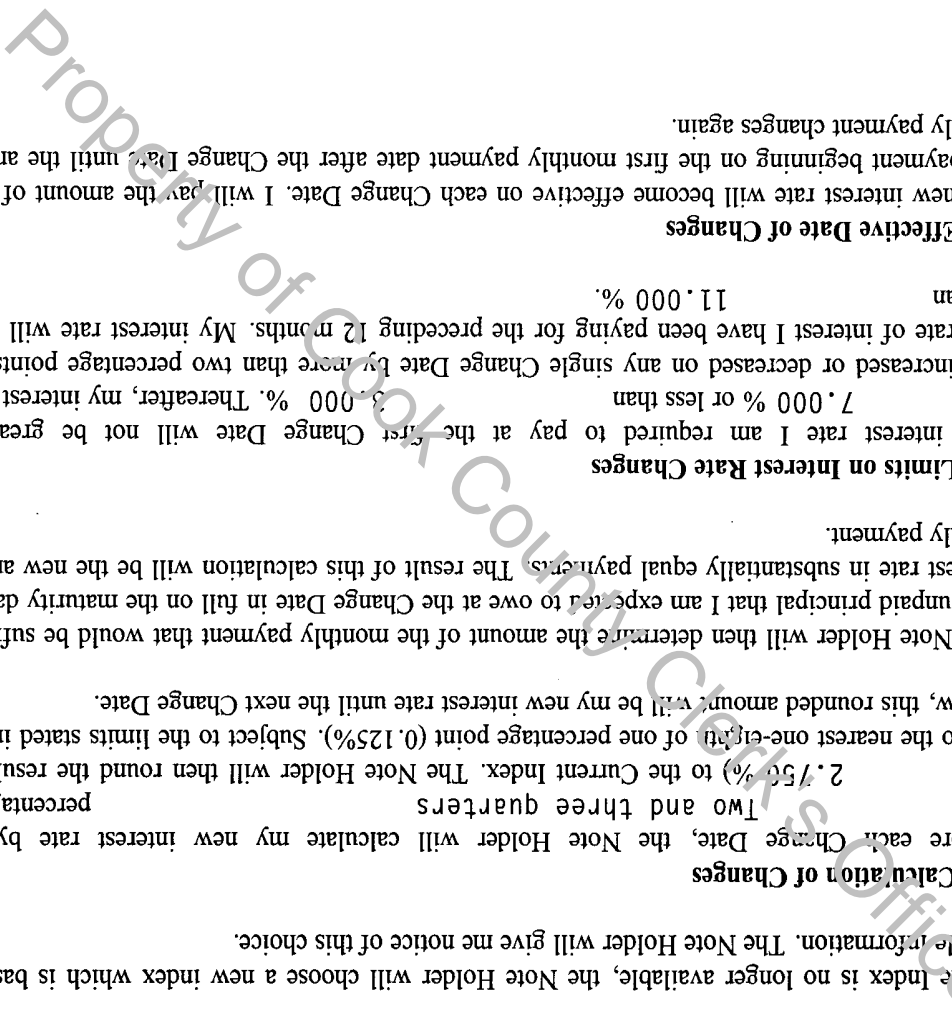 e Index is no longer available, the Note Holder will choose a new index which is bas
le information. The Note Holder will give me notice of this choice.
Calculation of Changes
re each Change Date, the Note Holder will calculate my new interest rate by
Two and three quarters percentag
2.750 %) to the Current Index. The Note Holder will then round the resul
o the nearest one-eighth of one percentage point (0.125%). Subject to the limits stated in
w, this rounded amount will be my new interest rate until the next Change Date.
Note Holder will then determine the amount of the monthly payment that would be suff
unpaid principal that I am expected to owe at the Change Date in full on the maturity da
est rate in substantially equal payments. The result of this calculation will be the new am
ly payment.
Limits on Interest Rate Changes
interest rate I am required to pay at the first Change Date will not be grea
7.000 % or less than 3.000 %. Thereafter, my interest
increased or decreased on any single Change Date by more than two percentage points
rate of interest I have been paying for the preceding 12 months. My interest rate will
an 11.000 %.
Effective Date of Changes
new interest rate will become effective on each Change Date. I will pay the amount of
payment beginning on the first monthly payment date after the Change Date until the am
ly payment changes again.
Property of Cook County Clerk's Office